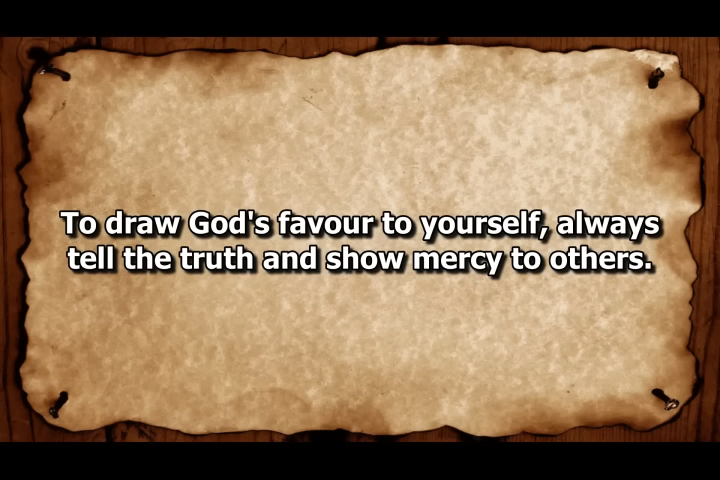 To draw God's favour to yourself, always
tell the truth and show mercy to others.